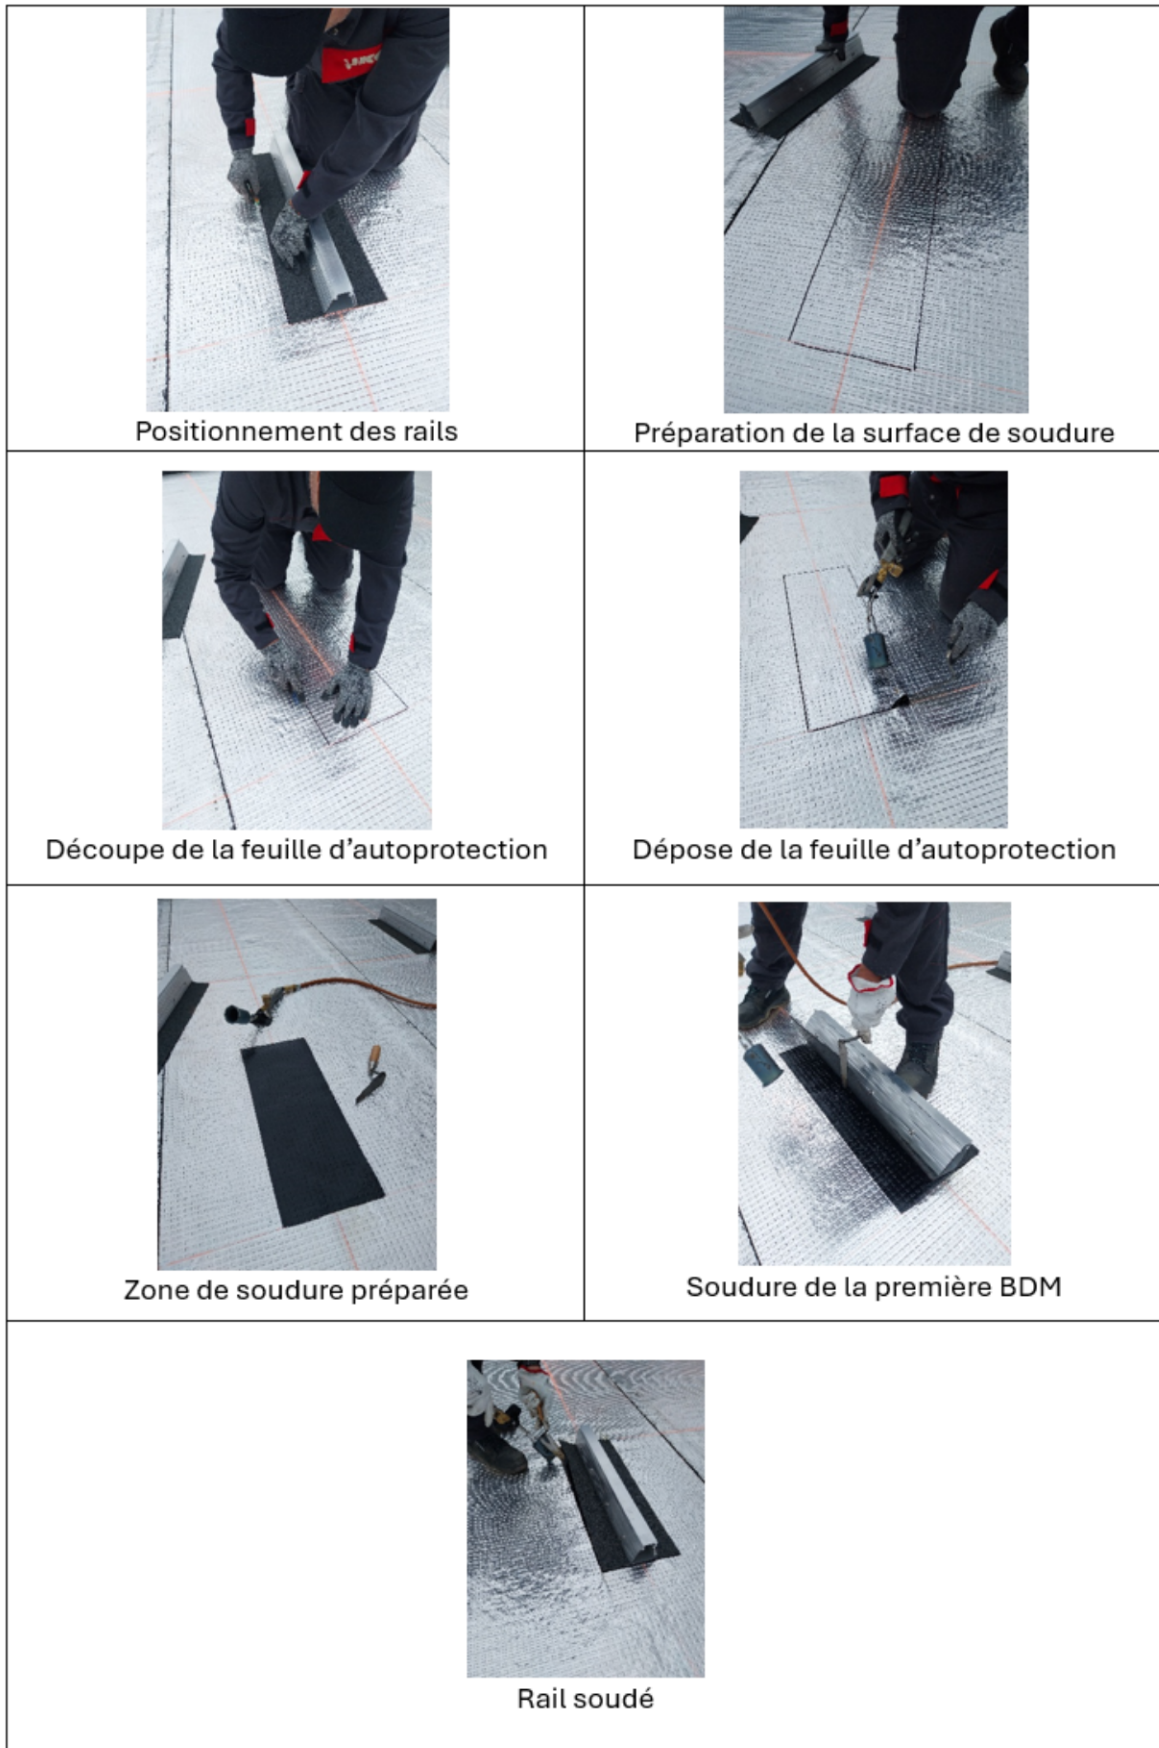 Positionnement des rails
Préparation de la surface de soudure
Découpe de la feuille d’autoprotection
Dépose de la feuille d’autoprotection
Zone de soudure préparée
Soudure de la première BDM
Rail soudé